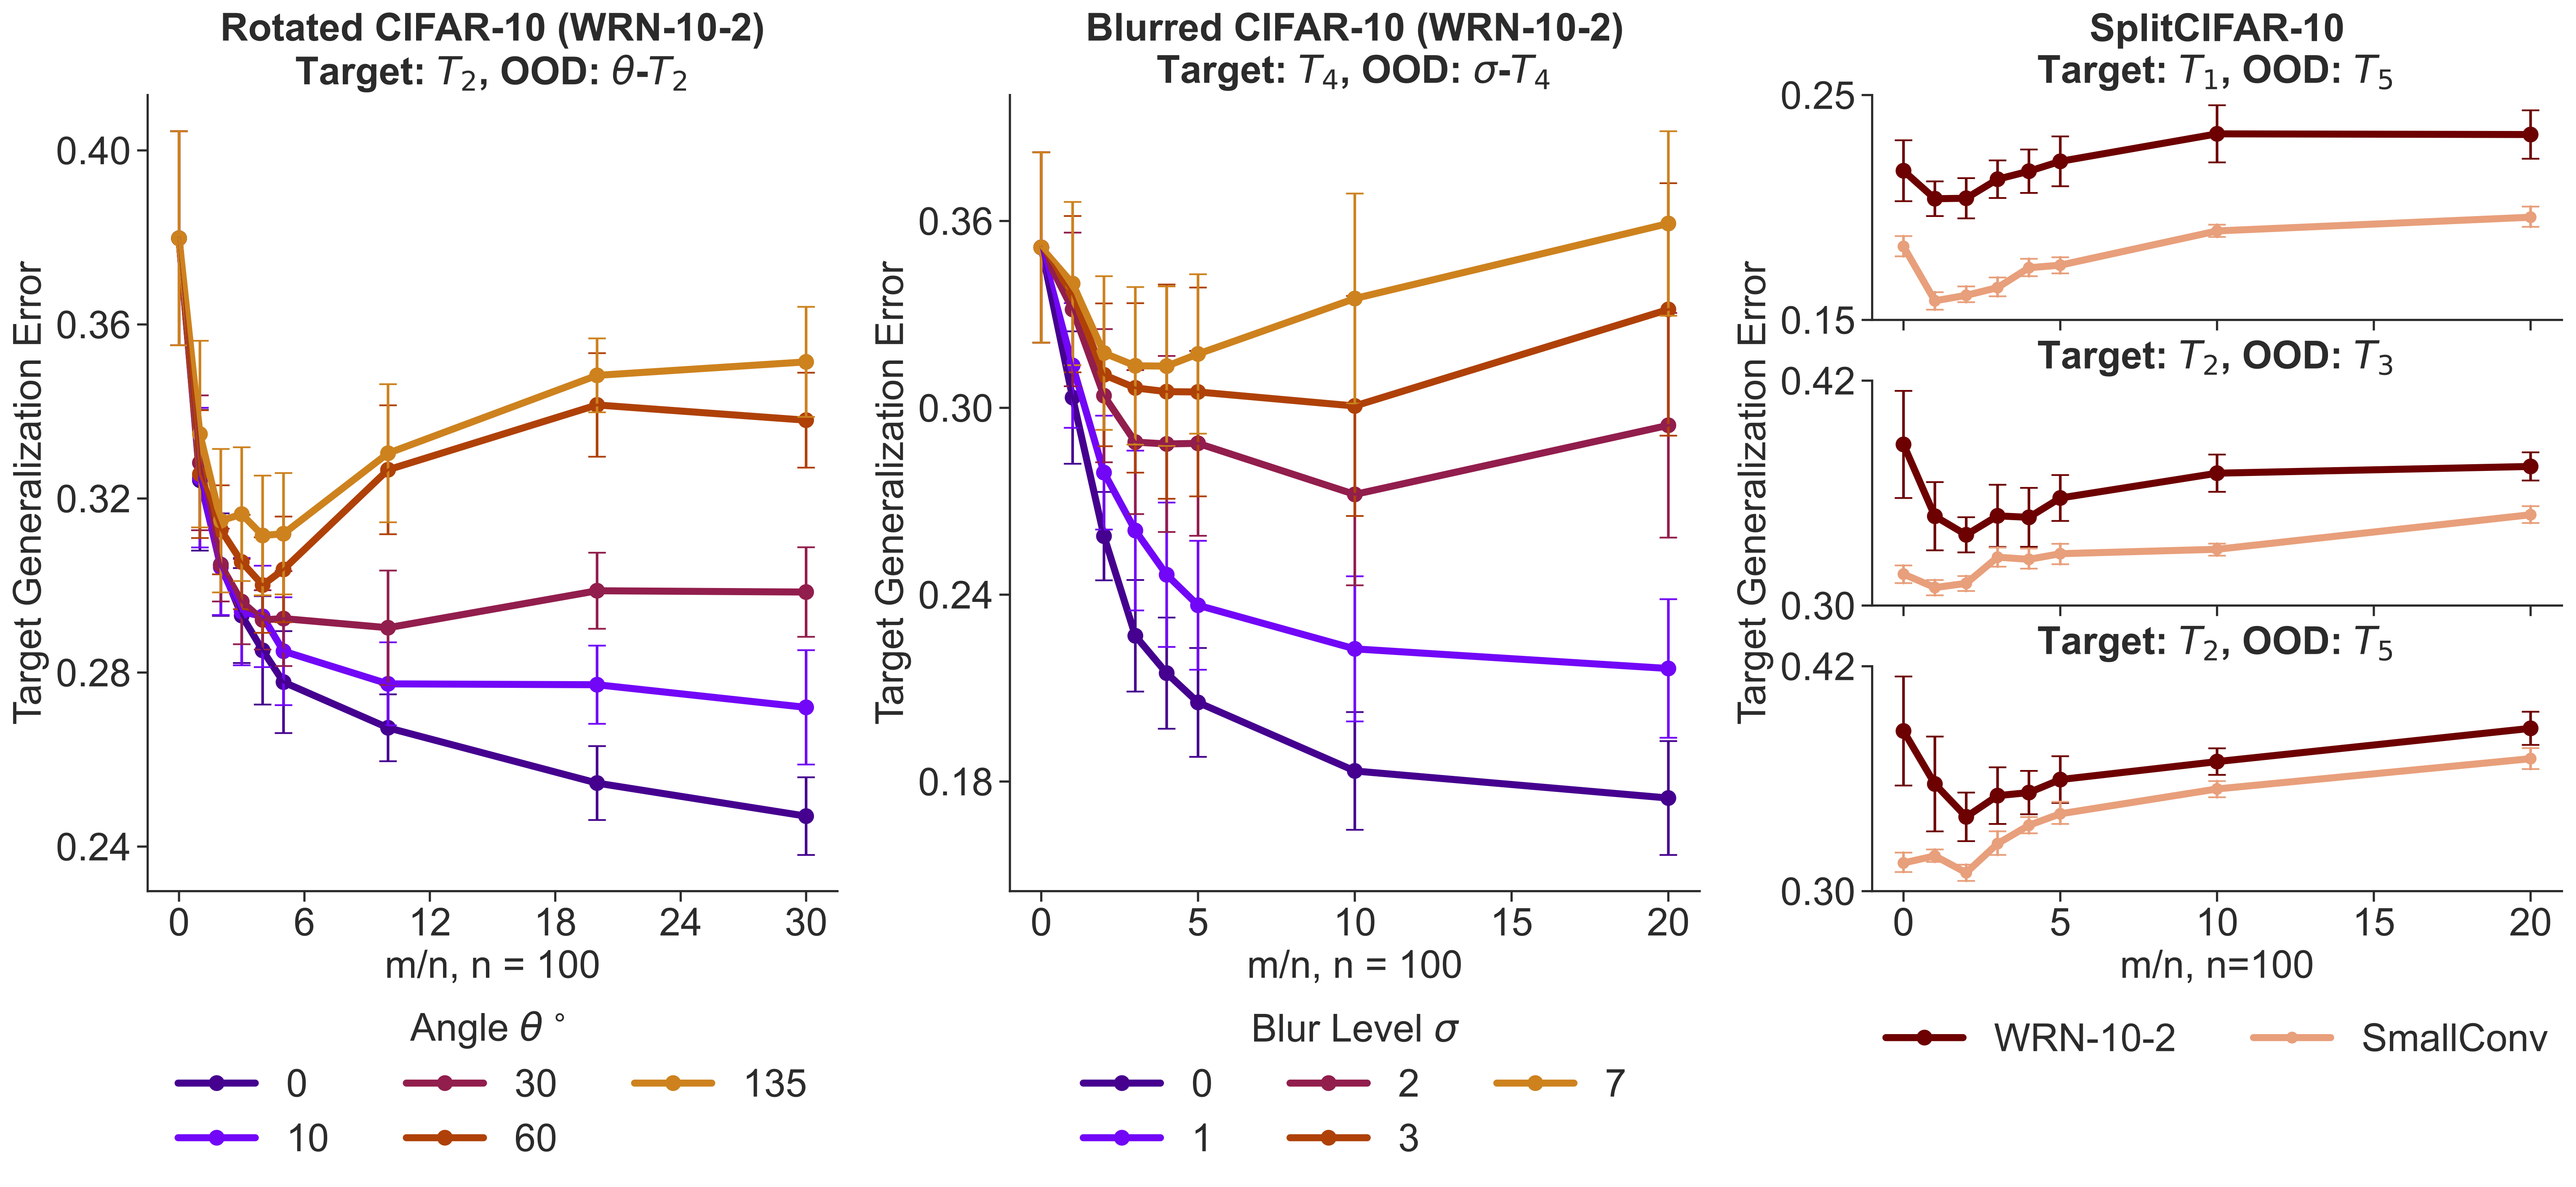 Rotated CIFAR-10 (WRN-10-2)
Target: T₂, OOD: θ-T₂
Target Generalization Error
0.40
0.36
0.32
0.28
0.24
0 6 12 18 24 30
m/n, n = 100
Angle θ °
0 30 135
10 60
Blurred CIFAR-10 (WRN-10-2)
Target: T₄, OOD: σ-T₄
Target Generalization Error
0.36
0.30
0.24
0.18
0 5 10 15 20
m/n, n = 100
Blur Level σ
0 2 7
1 3
SplitCIFAR-10
Target: T₁, OOD: T₅
Target Generalization Error
0.25
0.15
Target: T₂, OOD: T₃
0.42
0.30
Target: T₂, OOD: T₅
0.42
0.30
0 5 10 15 20
m/n, n=100
WRN-10-2 SmallConv